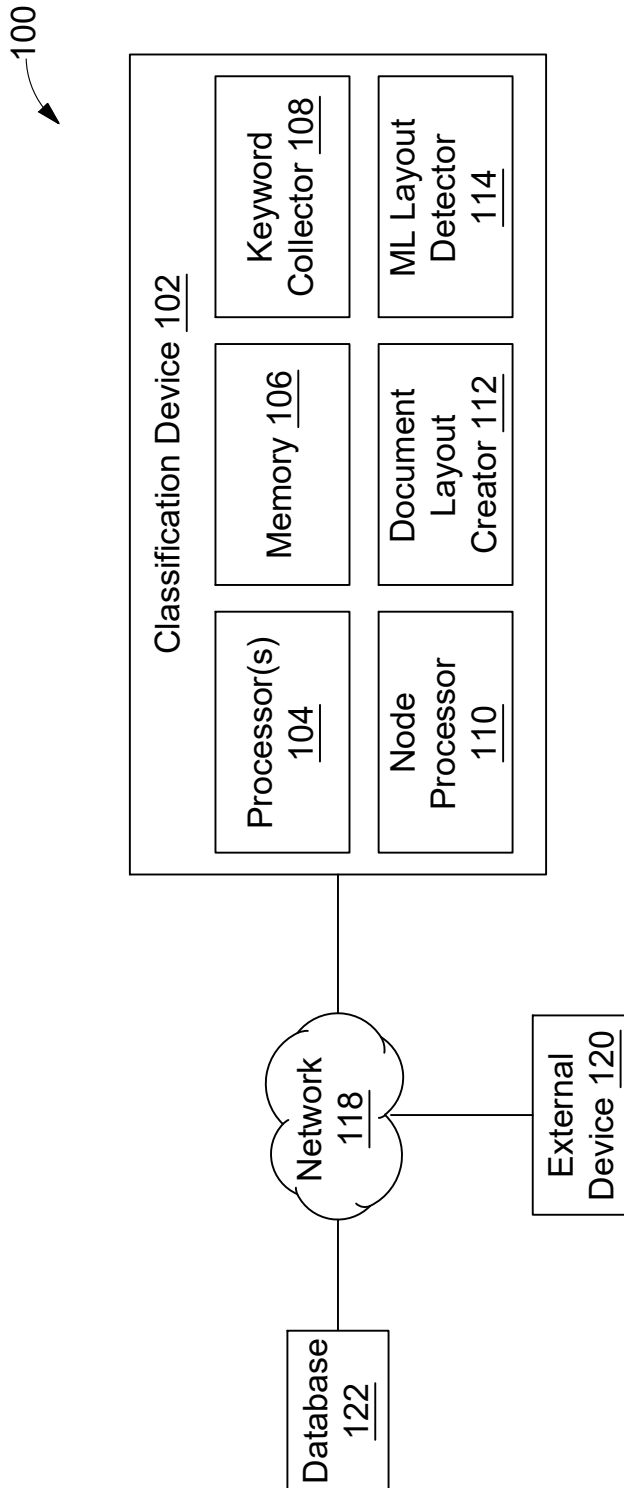 100
Classification Device 102
Processor(s)
104
Memory 106
Keyword
Collector 108
Node
Processor
110
Document
Layout
Creator 112
ML Layout
Detector
114
Network
118
Database
122
External
Device 120